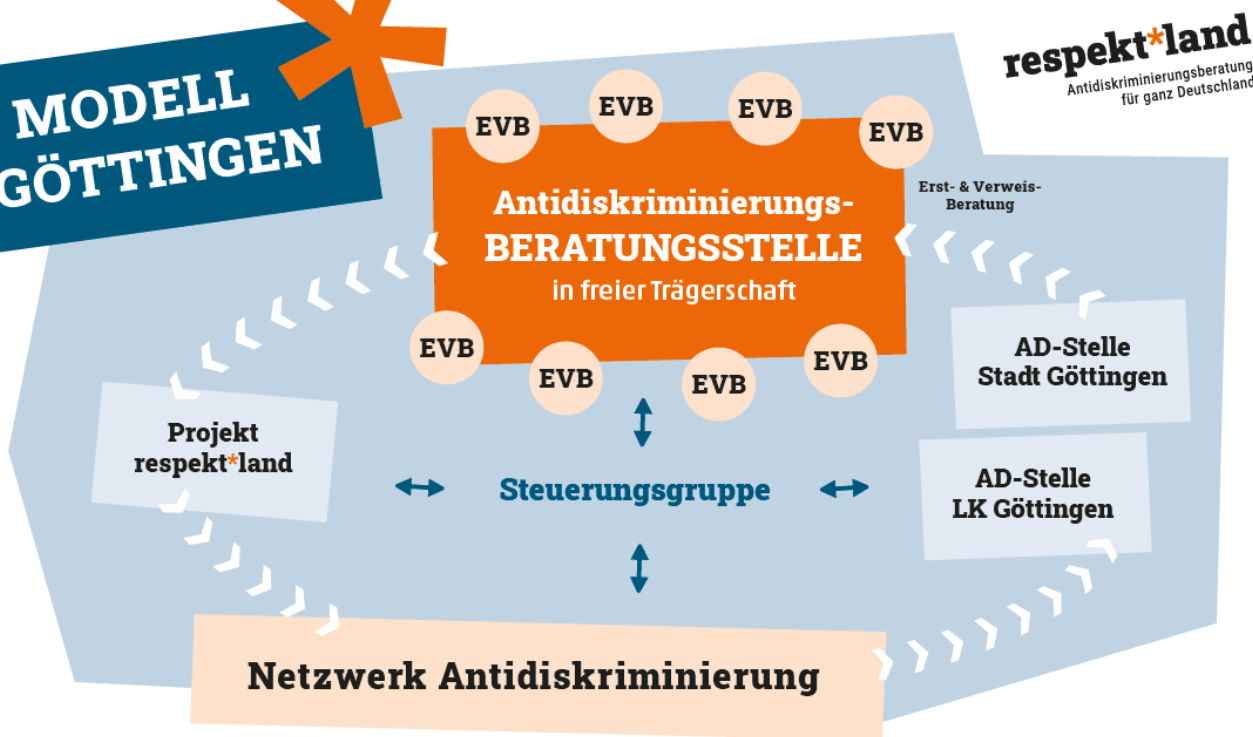 MODELL
GÖTTINGEN
respekt*land
Antidiskriminierungsberatung
für ganz Deutschland
EVB
EVB
EVB
EVB
Erst- & Verweis-
Beratung
Antidiskriminierungs-
BERATUNGSSTELLE
in freier Trägerschaft
EVB
EVB
EVB
EVB
AD-Stelle
Stadt Göttingen
Projekt
respekt*land
Steuerungsgruppe
AD-Stelle
LK Göttingen
Netzwerk Antidiskriminierung